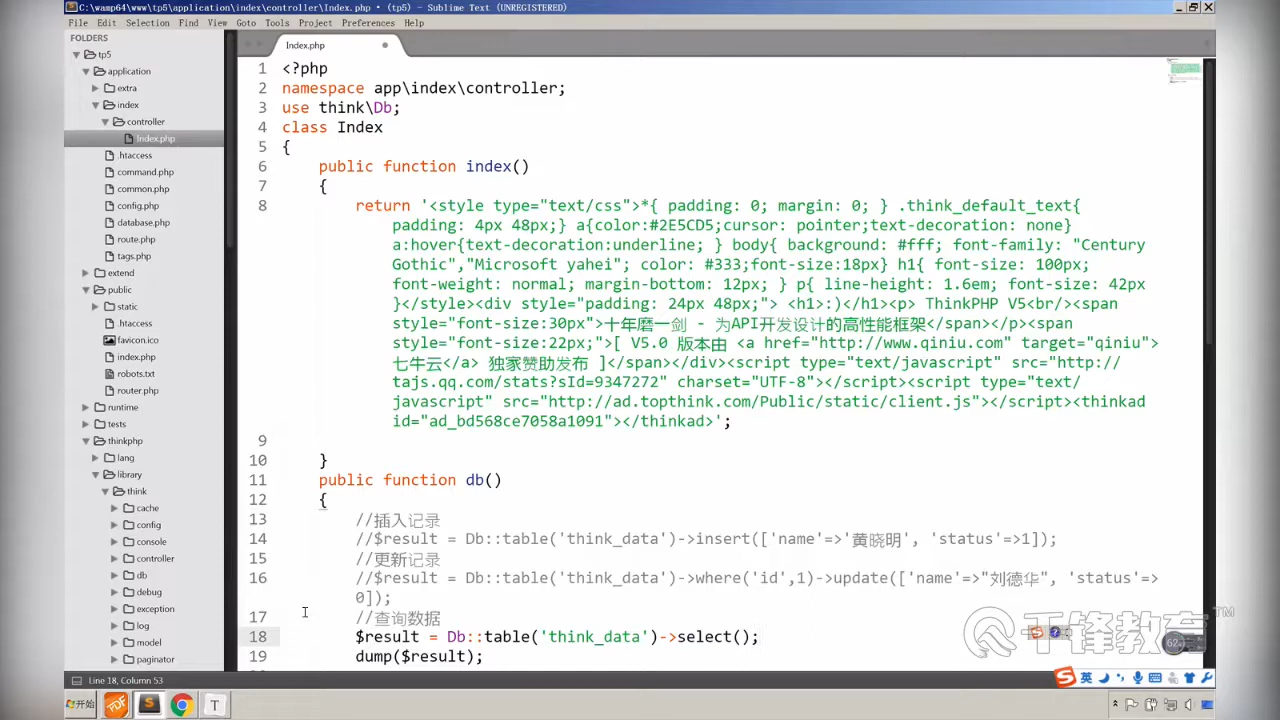 C:\wamp64\www\tp5\application\index\controller\Index.php • (tp5) - Sublime Text (UNREGISTERED)
File Edit Selection Find View Goto Tools Project Preferences Help
FOLDERS
tp5
application
extra
index
controller
Index.php
.htaccess
command.php
common.php
config.php
database.php
route.php
tags.php
extend
public
static
.htaccess
favicon.ico
index.php
robots.txt
router.php
runtime
tests
thinkphp
lang
library
think
cache
config
console
controller
db
debug
exception
log
model
paginator
Index.php
1 <?php
2 namespace app\index\controller;
3 use think\Db;
4 class Index
5 {
6 public function index()
7 {
8 return '<style type="text/css">*{ padding: 0; margin: 0; } .think_default_text{
padding: 4px 48px;} a{color:#2E5CD5;cursor: pointer;text-decoration: none}
a:hover{text-decoration:underline; } body{ background: #fff; font-family: "Century
Gothic","Microsoft yahei"; color: #333;font-size:18px} h1{ font-size: 100px;
font-weight: normal; margin-bottom: 12px; } p{ line-height: 1.6em; font-size: 42px
}</style><div style="padding: 24px 48px;"> <h1>:)</h1><p> ThinkPHP V5<br/><span
style="font-size:30px">十年磨一剑 - 为API开发设计的高性能框架</span></p><span
style="font-size:22px;">[ V5.0 版本由 <a href="http://www.qiniu.com" target="qiniu">
七牛云</a> 独家赞助发布 ]</span></div><script type="text/javascript" src="http://
tajs.qq.com/stats?sId=9347272" charset="UTF-8"></script><script type="text/
javascript" src="http://ad.topthink.com/Public/static/client.js"></script><thinkad
id="ad_bd568ce7058a1091"></thinkad>';
9
10 }
11 public function db()
12 {
13 //插入记录
14 //$result = Db::table('think_data')->insert(['name'=>'黄晓明', 'status'=>1]);
15 //更新记录
16 //$result = Db::table('think_data')->where('id',1)->update(['name'=>"刘德华", 'status'=>
0]);
17 //查询数据
18 $result = Db::table('think_data')->select();
19 dump($result);
千锋教育 TM
62
Line 18, Column 53
英
开始
PDF
S
T